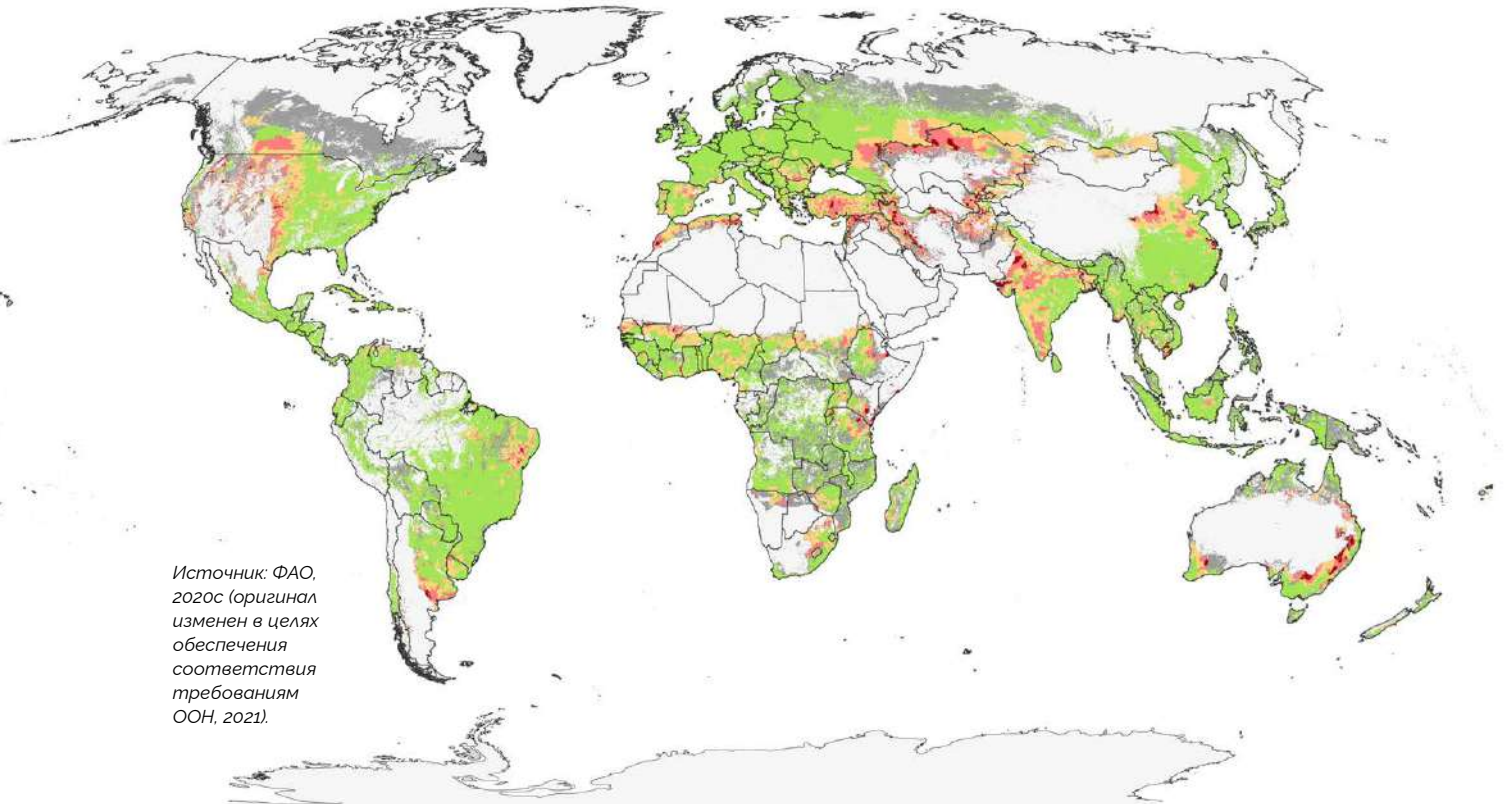 Источник: ФАО,
2020c (оригинал
изменен в целях
обеспечения
соответствия
требованиям
ООН, 2021).